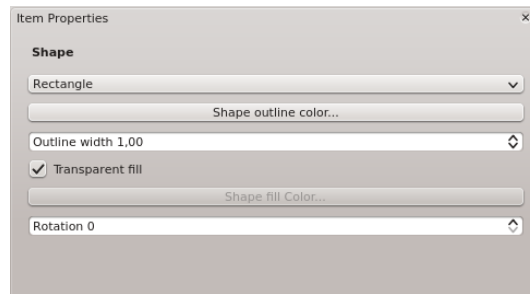 Item Properties
Shape
Rectangle
Shape outline color...
Outline width 1,00
Transparent fill
Shape fill Color...
Rotation 0